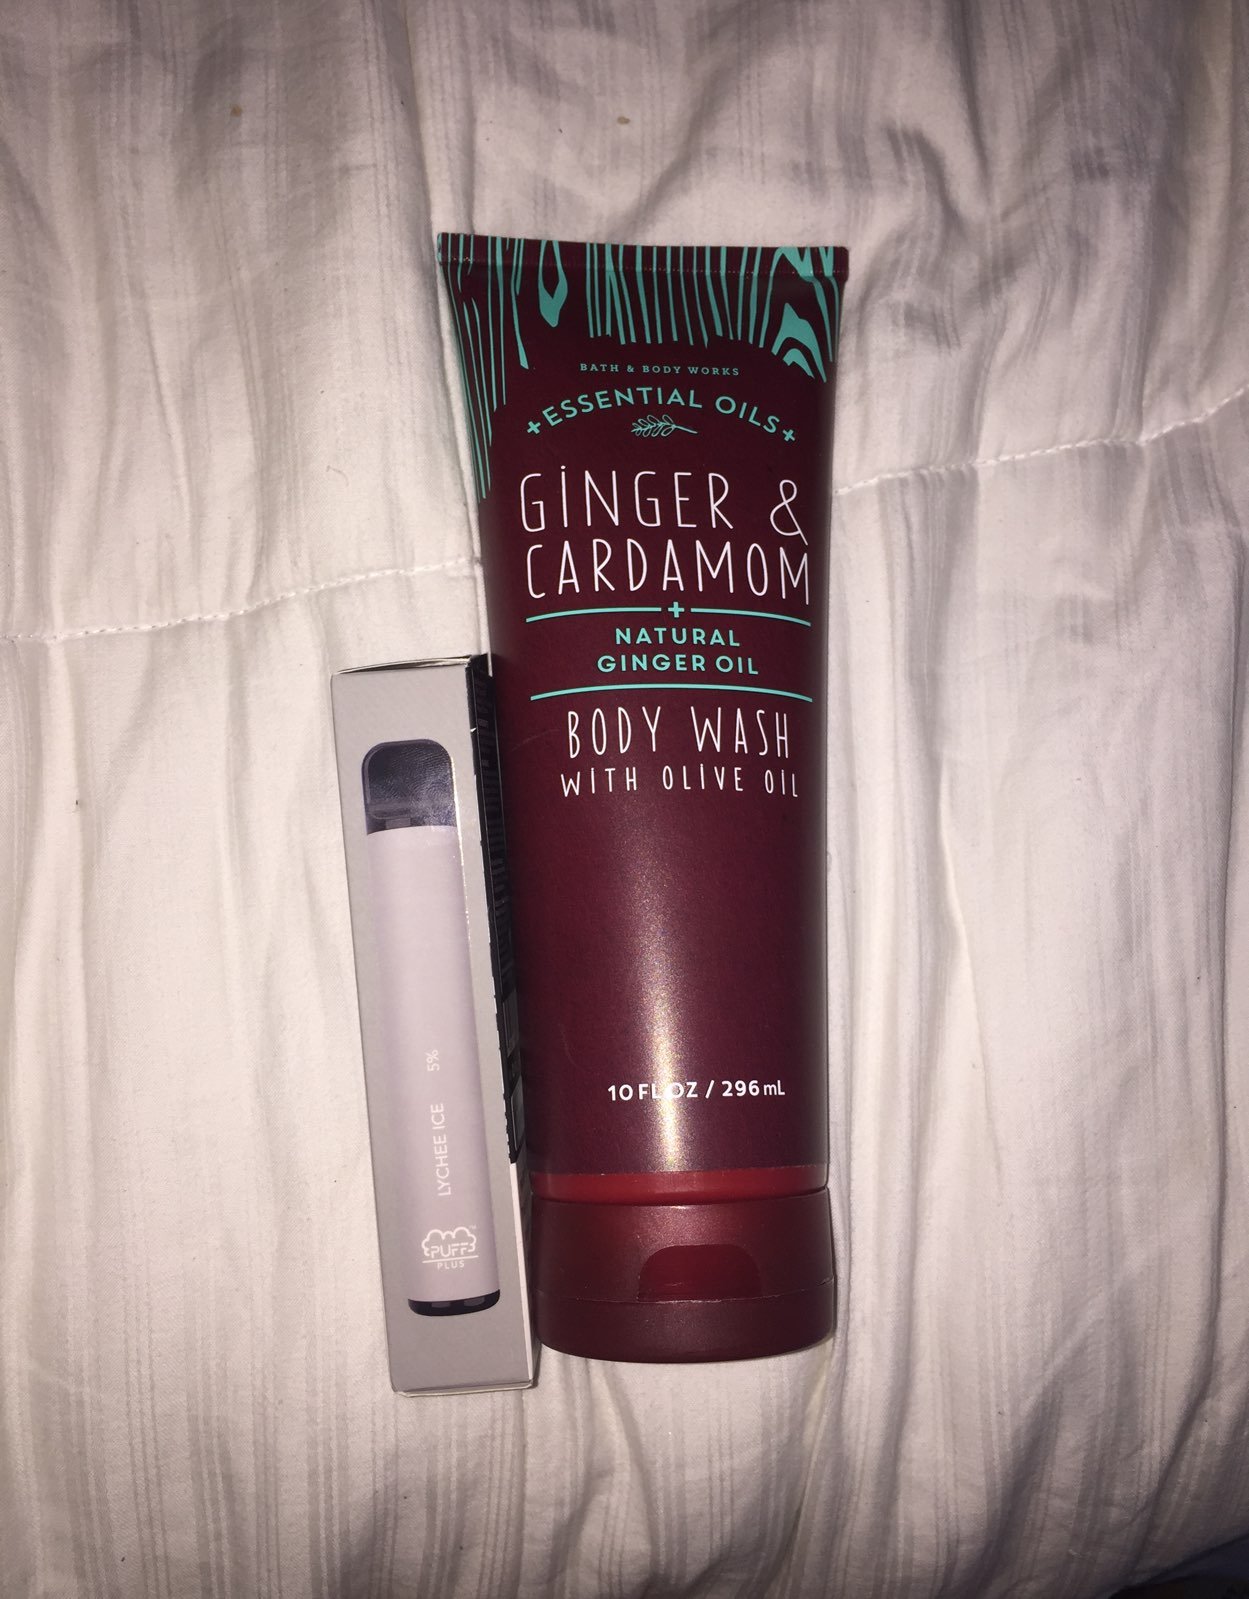 BATH & BODY WORKS
+ESSENTIAL OILS+
GINGER &
CARDAMOM
+
NATURAL
GINGER OIL
BODY WASH
WITH OLIVE OIL
10 FL OZ / 296 mL
LYCHEE ICE 5%
PUFF™
PLUS